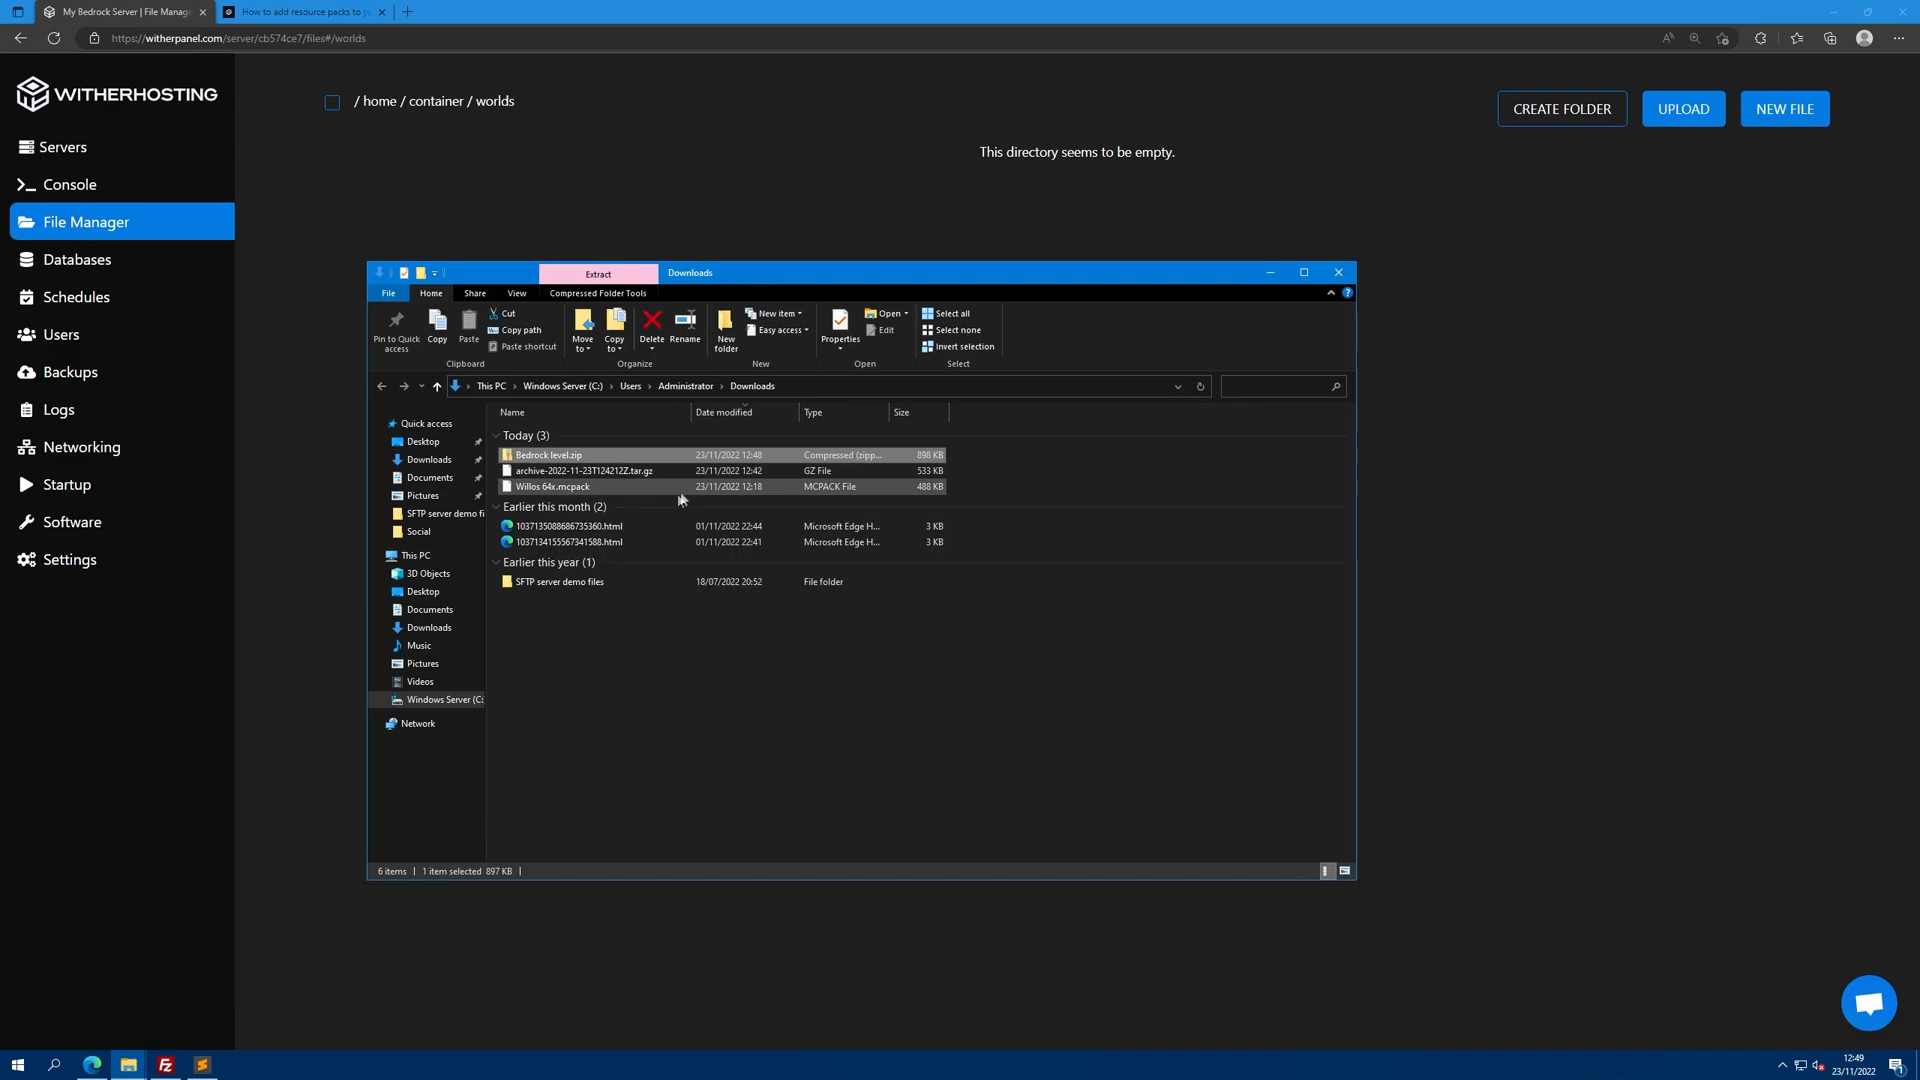 My Bedrock Server | File Manage
How to add resource packs to y
https://witherpanel.com/server/cb574ce7/files#/worlds
WITHERHOSTING
Servers
Console
File Manager
Databases
Schedules
Users
Backups
Logs
Networking
Startup
Software
Settings
/ home / container / worlds
CREATE FOLDER
UPLOAD
NEW FILE
This directory seems to be empty.
Extract
Downloads
File
Home
Share
View
Compressed Folder Tools
Pin to Quick access
Copy
Paste
Cut
Copy path
Paste shortcut
Clipboard
Move to
Copy to
Delete
Rename
Organize
New folder
New item
Easy access
New
Properties
Open
Edit
Open
Select all
Select none
Invert selection
Select
This PC > Windows Server (C:) > Users > Administrator > Downloads
Name
Date modified
Type
Size
Quick access
Desktop
Downloads
Documents
Pictures
SFTP server demo fi
Social
This PC
3D Objects
Desktop
Documents
Downloads
Music
Pictures
Videos
Windows Server (C:
Network
Today (3)
Bedrock level.zip 23/11/2022 12:48 Compressed (zipp... 898 KB
archive-2022-11-23T124212Z.tar.gz 23/11/2022 12:42 GZ File 533 KB
Willos 64x.mcpack 23/11/2022 12:18 MCPACK File 488 KB
Earlier this month (2)
1037135088686735360.html 01/11/2022 22:44 Microsoft Edge H... 3 KB
1037134155567341588.html 01/11/2022 22:41 Microsoft Edge H... 3 KB
Earlier this year (1)
SFTP server demo files 18/07/2022 20:52 File folder
6 items
1 item selected 897 KB
12:49
23/11/2022